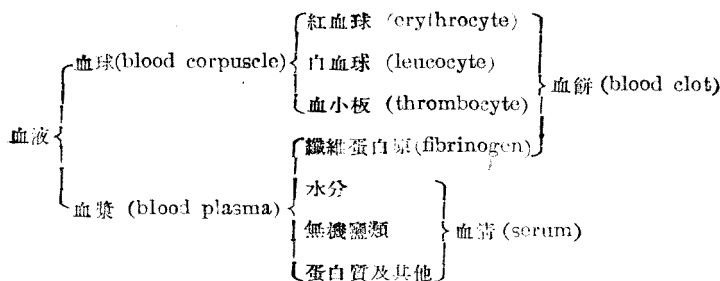 紅血球 (erythrocyte)
血球(blood corpuscle)
白血球 (leucocyte)
血餅 (blood clot)
血小板 (thrombocyte)
血液
纖維蛋白原(fibrinogen)
水分
血漿 (blood plasma)
無機鹽類
血清 (serum)
蛋白質及其他